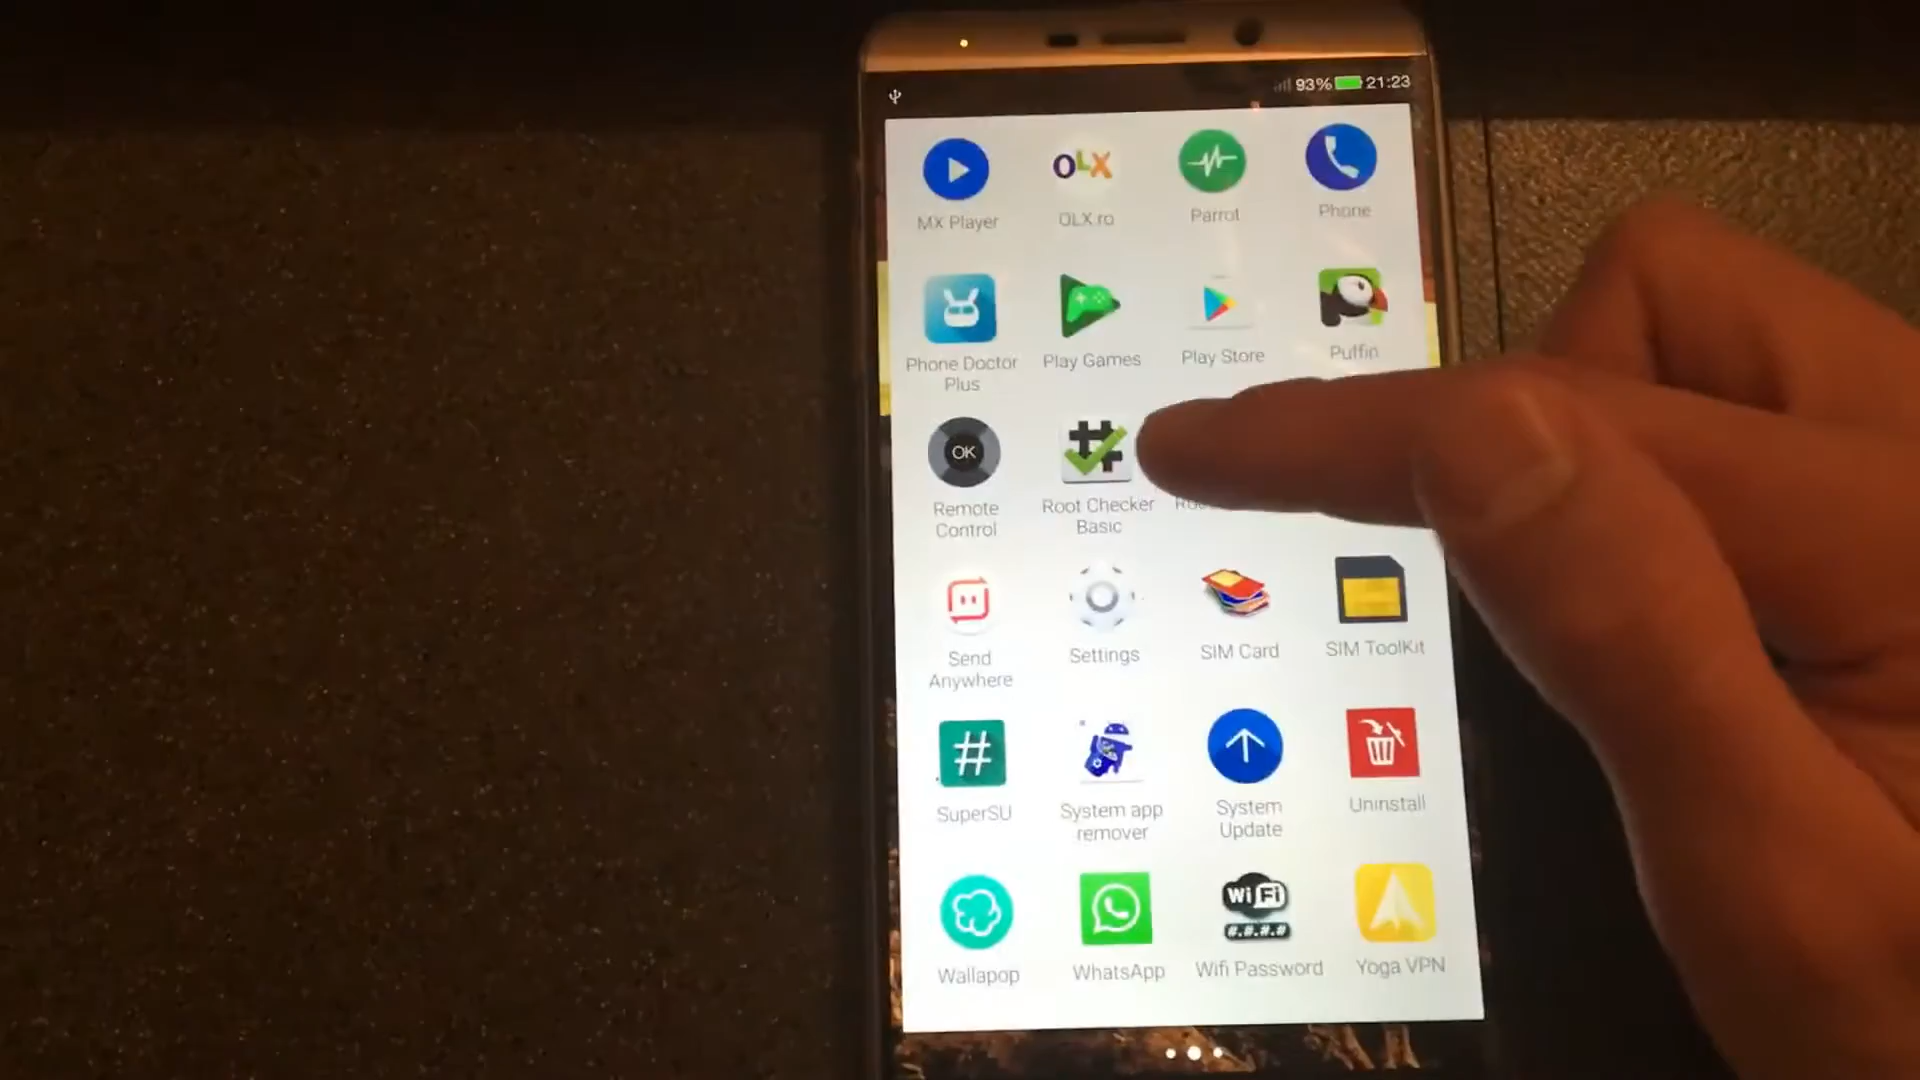 93% 21:23
OLX
MX Player
OLX.ro
Parrot
Phone
Phone Doctor
Plus
Play Games
Play Store
Puffin
OK
Remote
Control
Root Checker
Basic
Send
Anywhere
Settings
SIM Card
SIM ToolKit
#
SuperSU
System app
remover
System
Update
Uninstall
WiFi
#.#.#.#
Wallapop
WhatsApp
Wifi Password
Yoga VPN